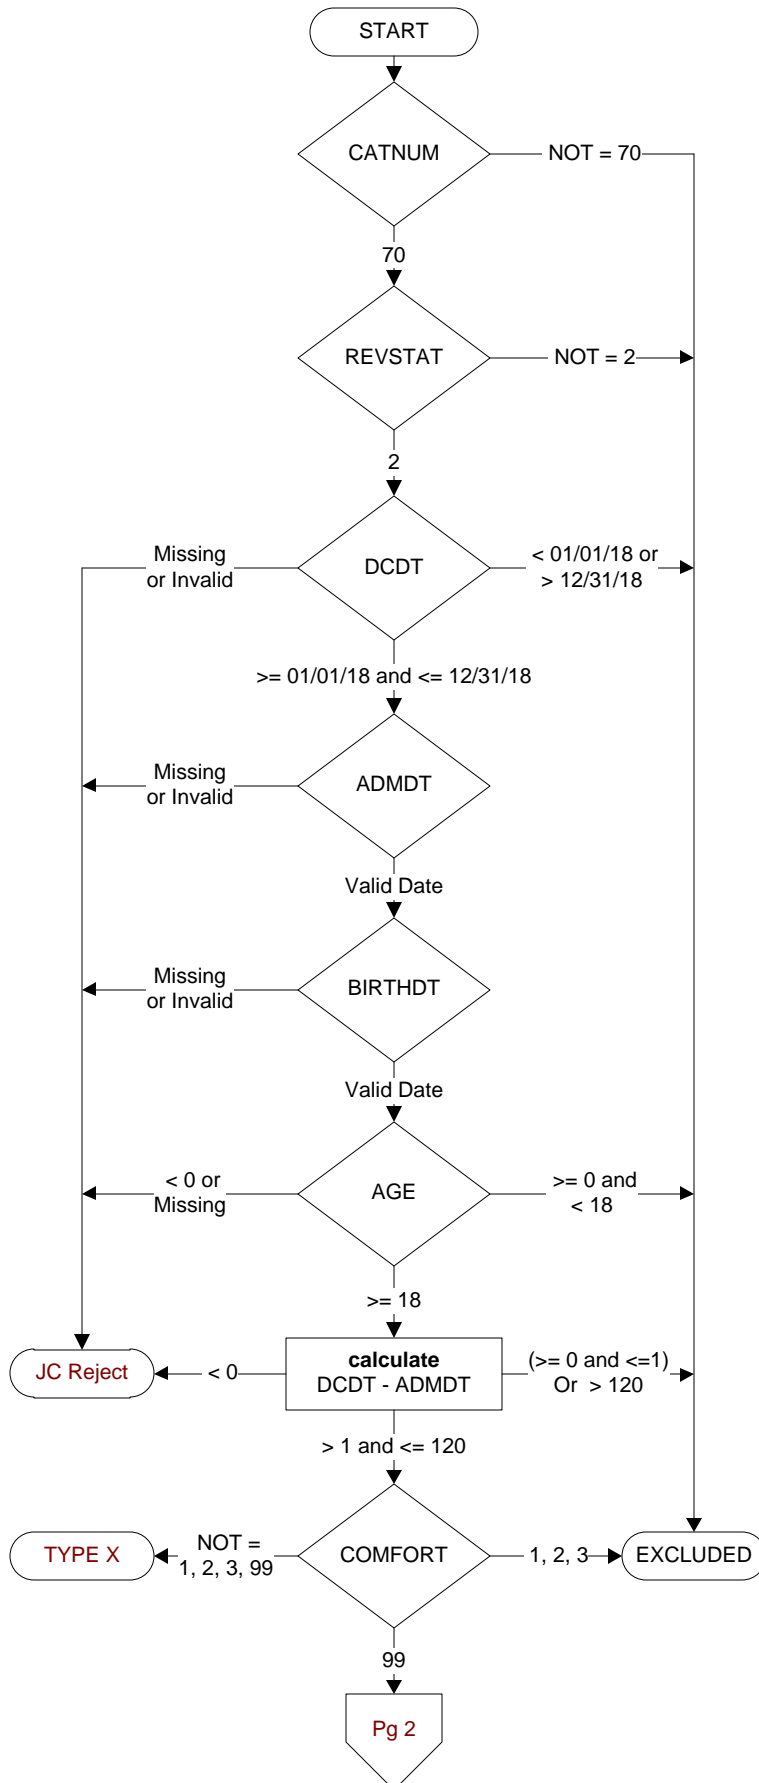 START
CATNUM
NOT = 70
70
REVSTAT
NOT = 2
2
Missing
or Invalid
DCDT
< 01/01/18 or
> 12/31/18
>= 01/01/18 and <= 12/31/18
Missing
or Invalid
ADMDT
Valid Date
Missing
or Invalid
BIRTHDT
Valid Date
< 0 or
Missing
AGE
>= 0 and
< 18
>= 18
JC Reject
< 0
calculate
DCDT - ADMDT
(>= 0 and <=1)
Or > 120
> 1 and <= 120
TYPE X
NOT =
1, 2, 3, 99
COMFORT
1, 2, 3
EXCLUDED
99
Pg 2